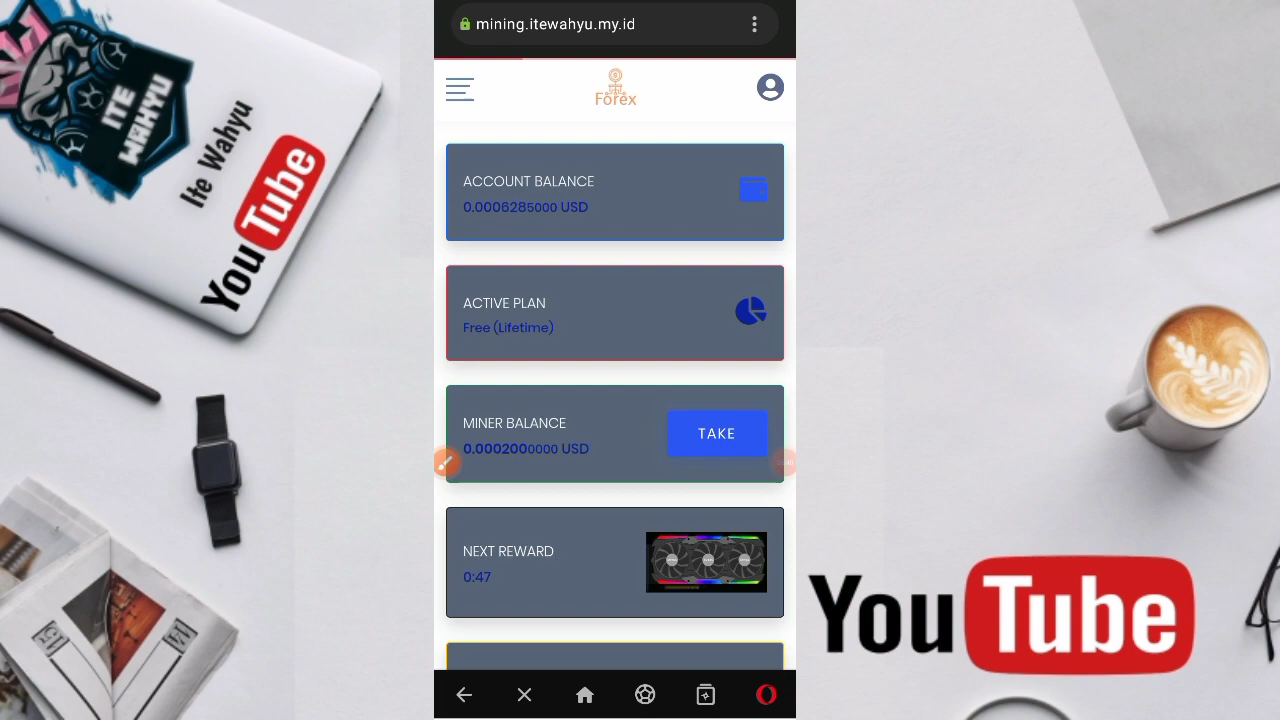 ITE
WAHYU
Ite Wahyu
YouTube
mining.itewahyu.my.id
Forex
ACCOUNT BALANCE
0.0006285000 USD
ACTIVE PLAN
Free (Lifetime)
MINER BALANCE
0.0002000000 USD
TAKE
NEXT REWARD
0:47
YouTube